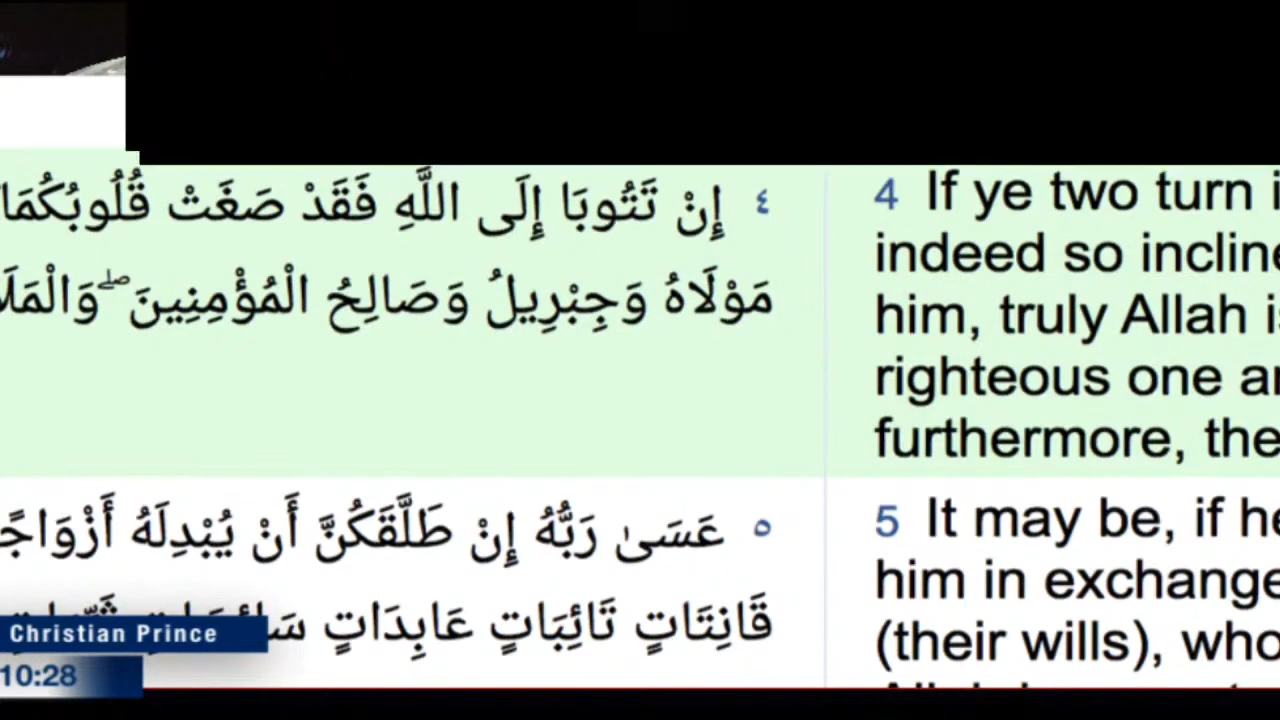 ٤ إِنْ تَتُوبَا إِلَى اللَّهِ فَقَدْ صَغَتْ قُلُوبُكُمَا
مَوْلَاهُ وَجِبْرِيلُ وَصَالِحُ الْمُؤْمِنِينَ ۖ وَالْمَلَا
4 If ye two turn i
indeed so incline
him, truly Allah is
righteous one an
furthermore, the
٥ عَسَىٰ رَبُّهُ إِنْ طَلَّقَكُنَّ أَنْ يُبْدِلَهُ أَزْوَاجًا
قَانِتَاتٍ تَائِبَاتٍ عَابِدَاتٍ
5 It may be, if he
him in exchange
(their wills), who
Christian Prince
10:28